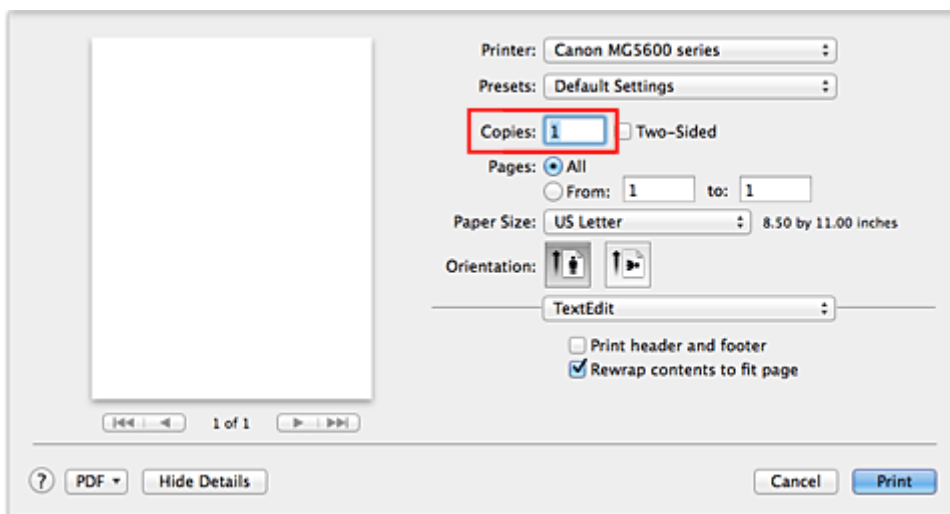 Printer: Canon MG5600 series
Presets: Default Settings
Copies: 1 Two-Sided
Pages: All
From: 1 to: 1
Paper Size: US Letter 8.50 by 11.00 inches
Orientation:
TextEdit
Print header and footer
Rewrap contents to fit page
1 of 1
? PDF Hide Details Cancel Print